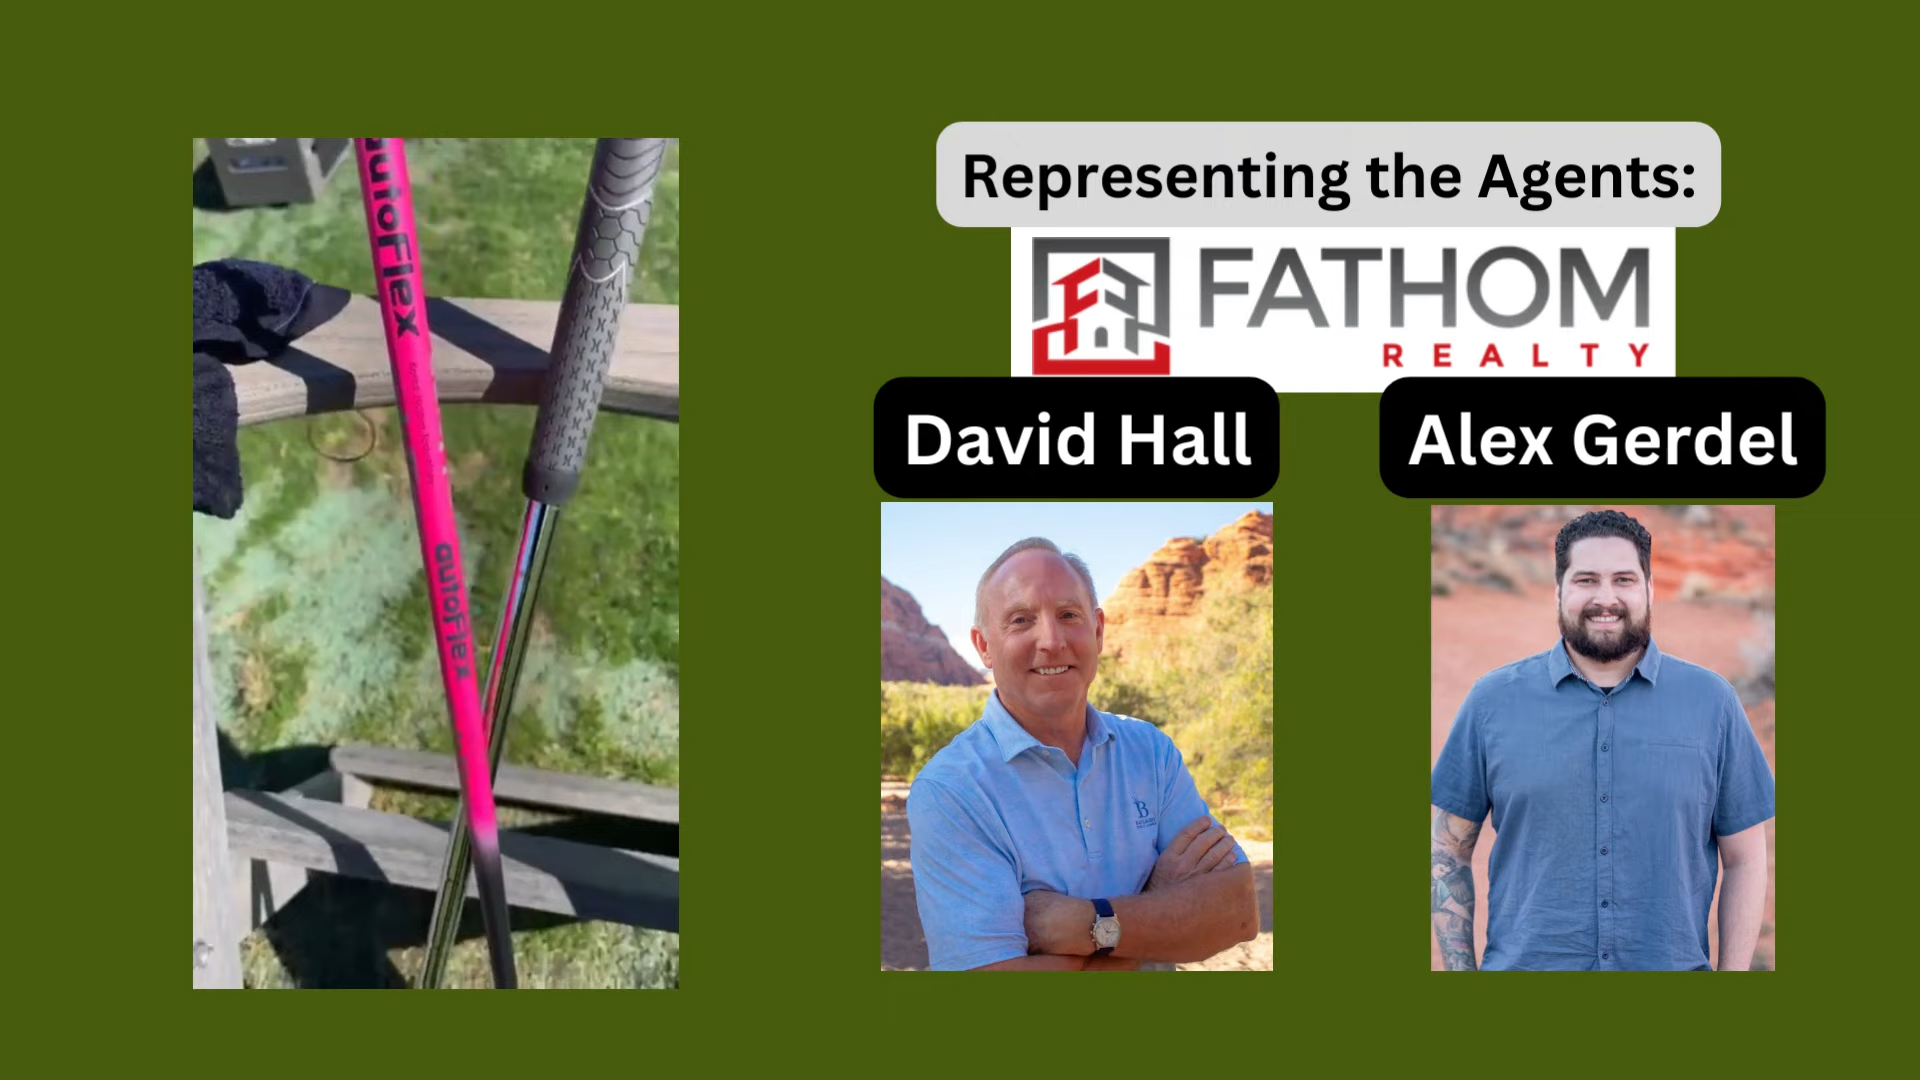 autoFlex
autoFlex
Representing the Agents:
FATHOM
REALTY
David Hall
Alex Gerdel
B